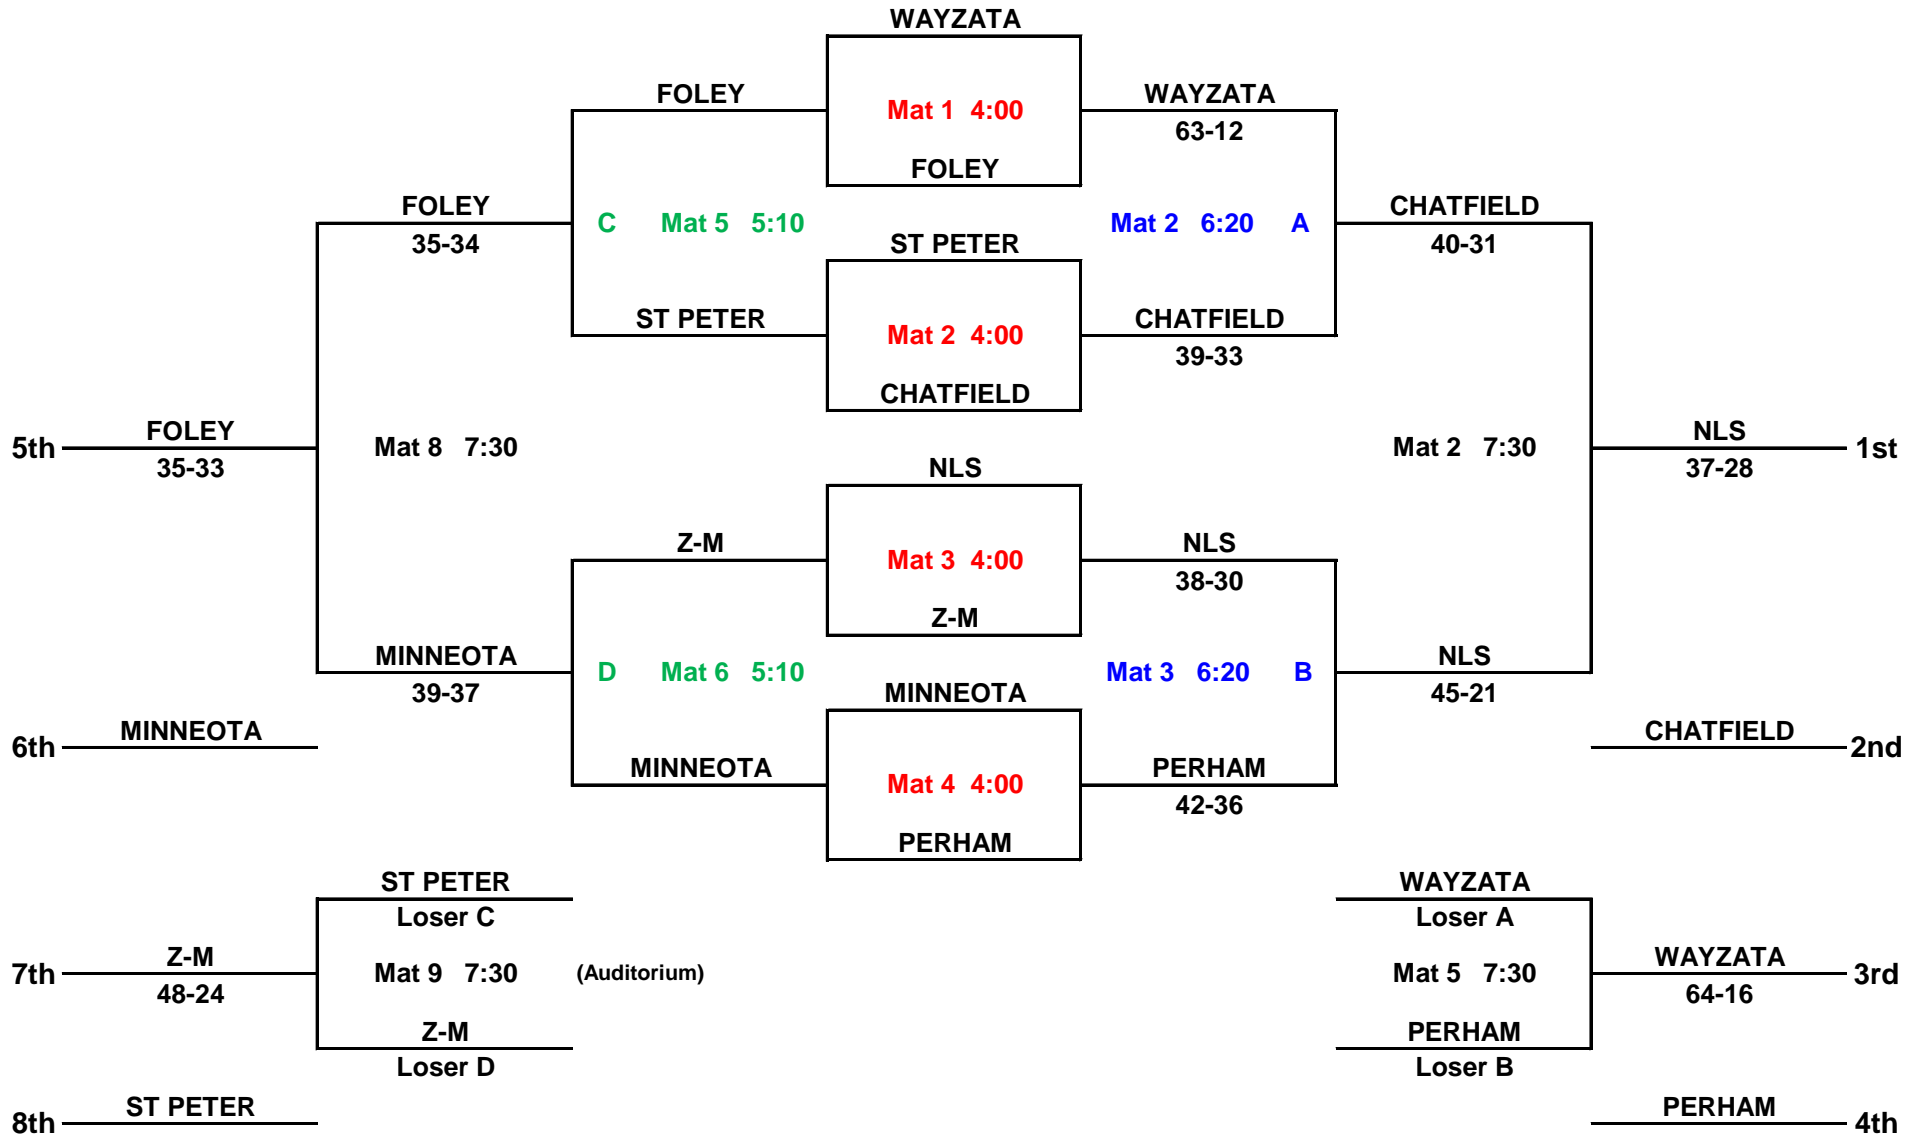 WAYZATA
FOLEY
WAYZATA
Mat 1 4:00
63-12
FOLEY
FOLEY
CHATFIELD
C Mat 5 5:10
Mat 2 6:20 A
35-34
ST PETER
40-31
ST PETER
CHATFIELD
Mat 2 4:00
39-33
CHATFIELD
FOLEY
NLS
5th
Mat 8 7:30
Mat 2 7:30
1st
35-33
NLS
37-28
Z-M
NLS
Mat 3 4:00
38-30
Z-M
MINNEOTA
NLS
D Mat 6 5:10
Mat 3 6:20 B
39-37
MINNEOTA
45-21
6th
MINNEOTA
CHATFIELD
2nd
MINNEOTA
PERHAM
Mat 4 4:00
42-36
PERHAM
ST PETER
WAYZATA
Loser C
Loser A
Z-M
WAYZATA
7th
Mat 9 7:30 (Auditorium)
Mat 5 7:30
3rd
48-24
64-16
Z-M
PERHAM
Loser D
Loser B
ST PETER
PERHAM
8th
4th